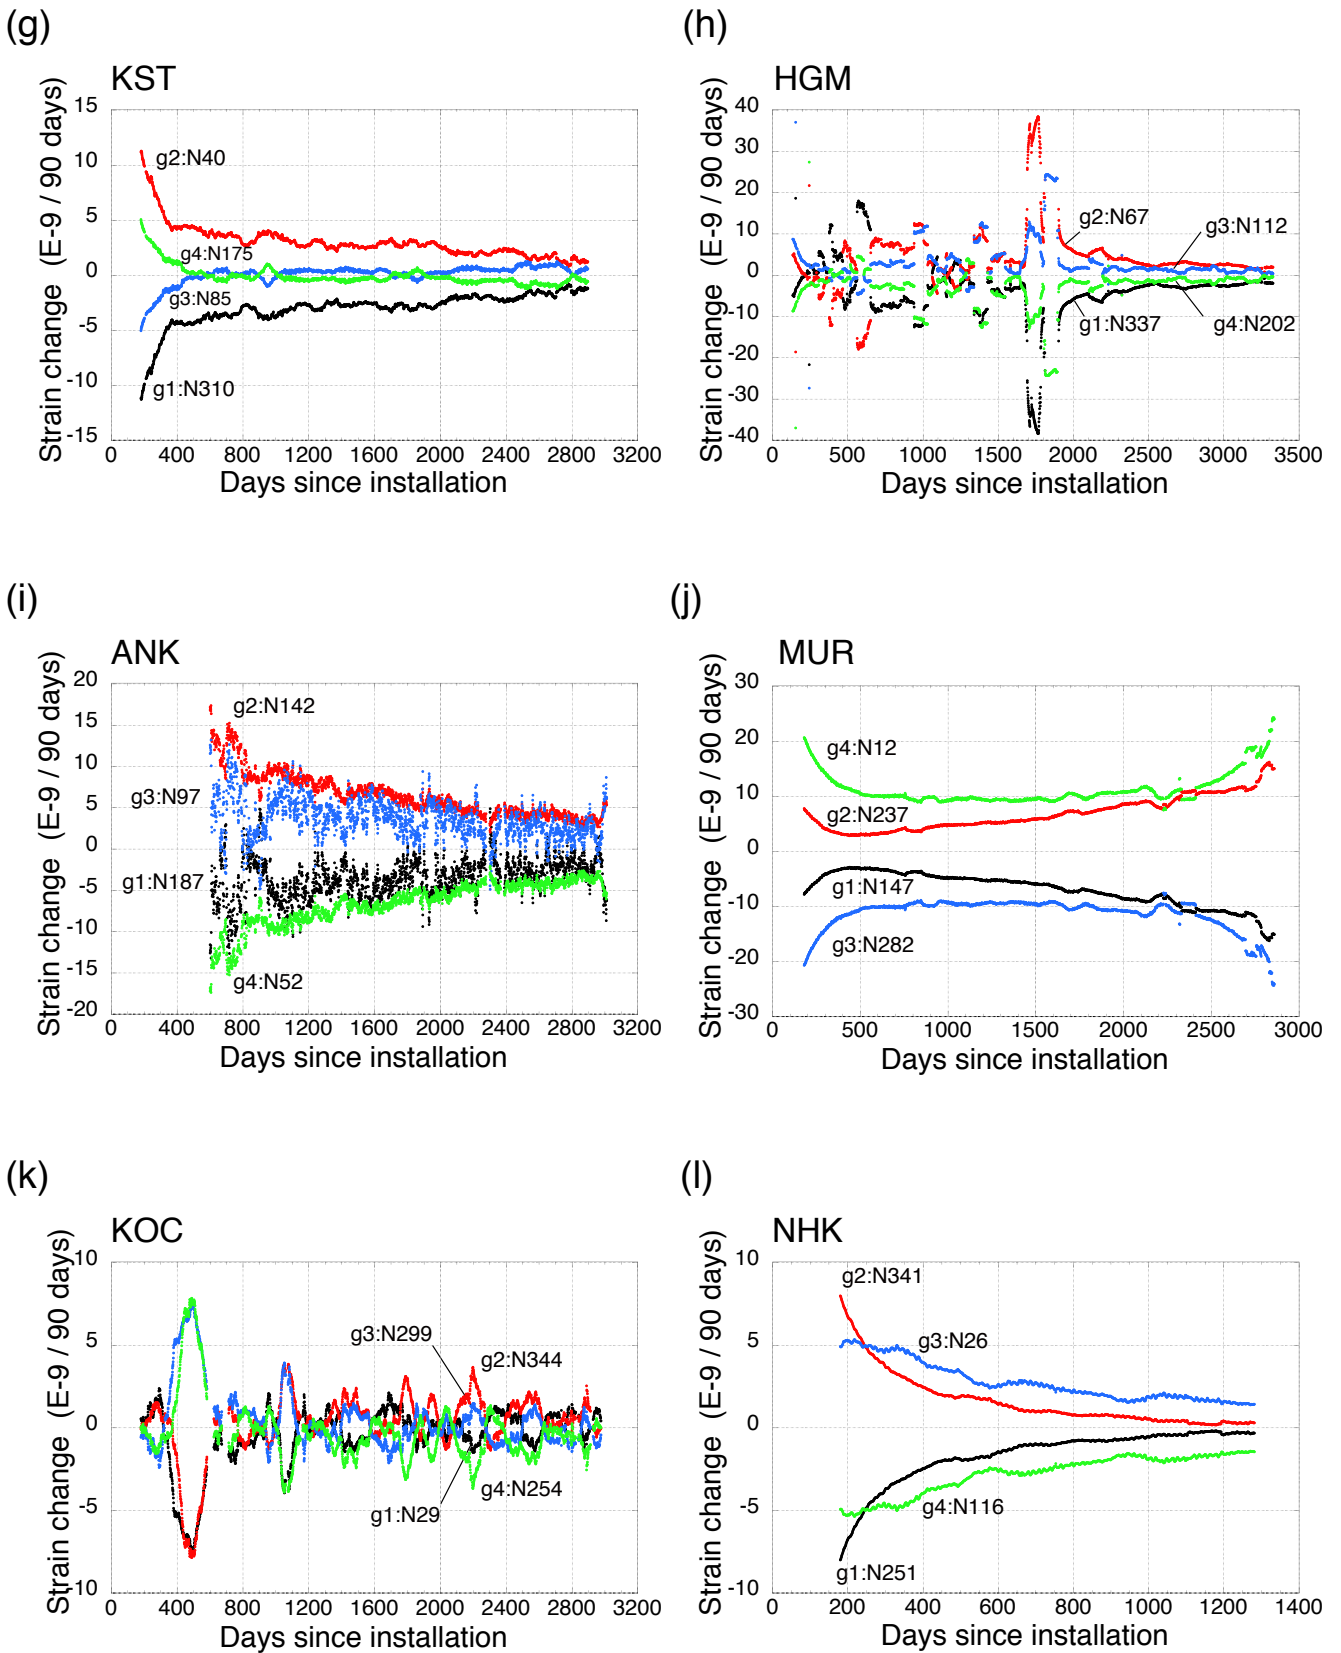 (g)
KST
Strain change (E-9 / 90 days)
15
10
5
0
-5
-10
-15
g2:N40
g4:N175
g3:N85
g1:N310
0 400 800 1200 1600 2000 2400 2800 3200
Days since installation
(h)
HGM
Strain change (E-9 / 90 days)
40
30
20
10
0
-10
-20
-30
-40
g2:N67
g3:N112
g1:N337
g4:N202
0 500 1000 1500 2000 2500 3000 3500
Days since installation
(i)
ANK
Strain change (E-9 / 90 days)
20
15
10
5
0
-5
-10
-15
-20
g2:N142
g3:N97
g1:N187
g4:N52
0 400 800 1200 1600 2000 2400 2800 3200
Days since installation
(j)
MUR
Strain change (E-9 / 90 days)
30
20
10
0
-10
-20
-30
g4:N12
g2:N237
g1:N147
g3:N282
0 500 1000 1500 2000 2500 3000
Days since installation
(k)
KOC
Strain change (E-9 / 90 days)
10
5
0
-5
-10
g3:N299
g2:N344
g4:N254
g1:N29
0 400 800 1200 1600 2000 2400 2800 3200
Days since installation
(l)
NHK
Strain change (E-9 / 90 days)
10
5
0
-5
-10
g2:N341
g3:N26
g4:N116
g1:N251
0 200 400 600 800 1000 1200 1400
Days since installation